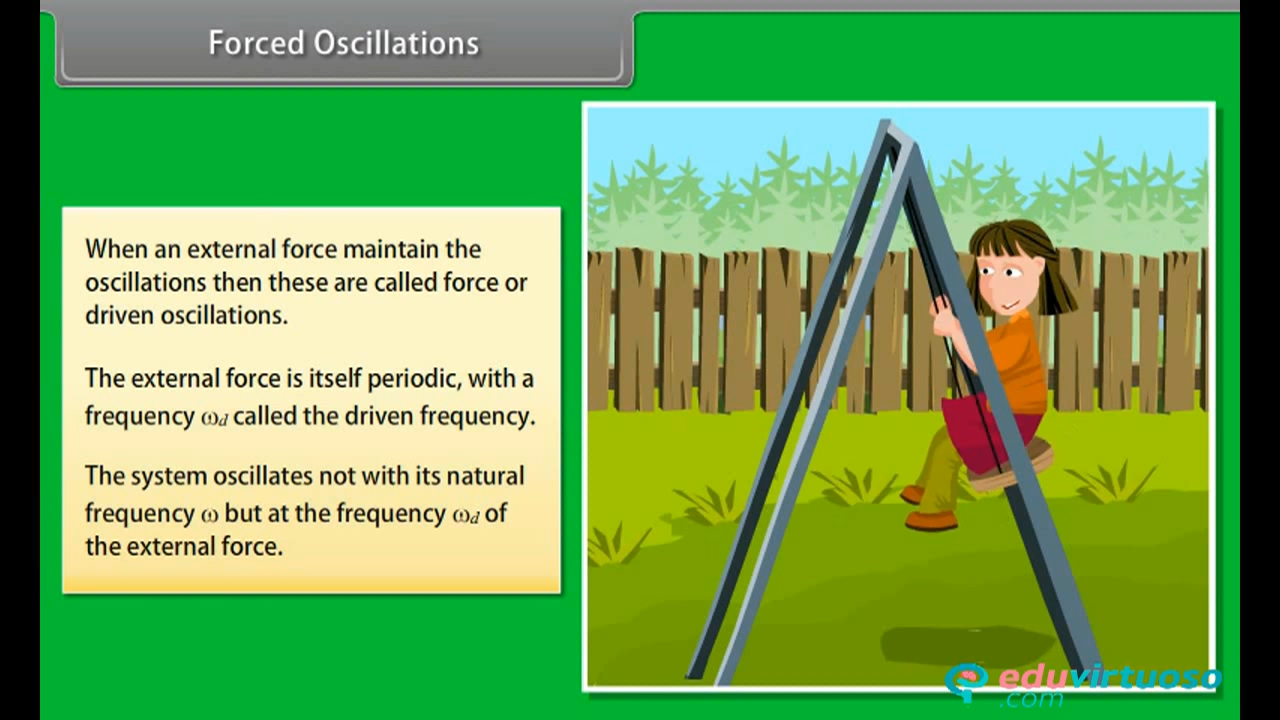 Forced Oscillations
When an external force maintain the
oscillations then these are called force or
driven oscillations.
The external force is itself periodic, with a
frequency ωd called the driven frequency.
The system oscillates not with its natural
frequency ω but at the frequency ωd of
the external force.
eduvirtuoso
.com